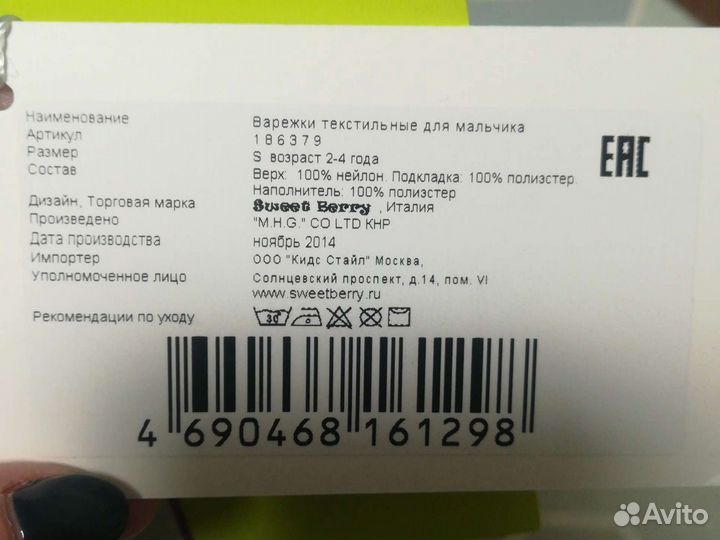 Наименование Варежки текстильные для мальчика
Артикул 186379
Размер S возраст 2-4 года
Состав Верх: 100% нейлон. Подкладка: 100% полиэстер.
Наполнитель: 100% полиэстер
Дизайн, Торговая марка Sweet Berry , Италия
Произведено "M.H.G." CO LTD КНР
Дата производства ноябрь 2014
Импортер ООО "Кидс Стайл" Москва,
Уполномоченное лицо Солнцевский проспект, д.14, пом. VI
www.sweetberry.ru
Рекомендации по уходу 30
EAC
4 690468 161298
Avito